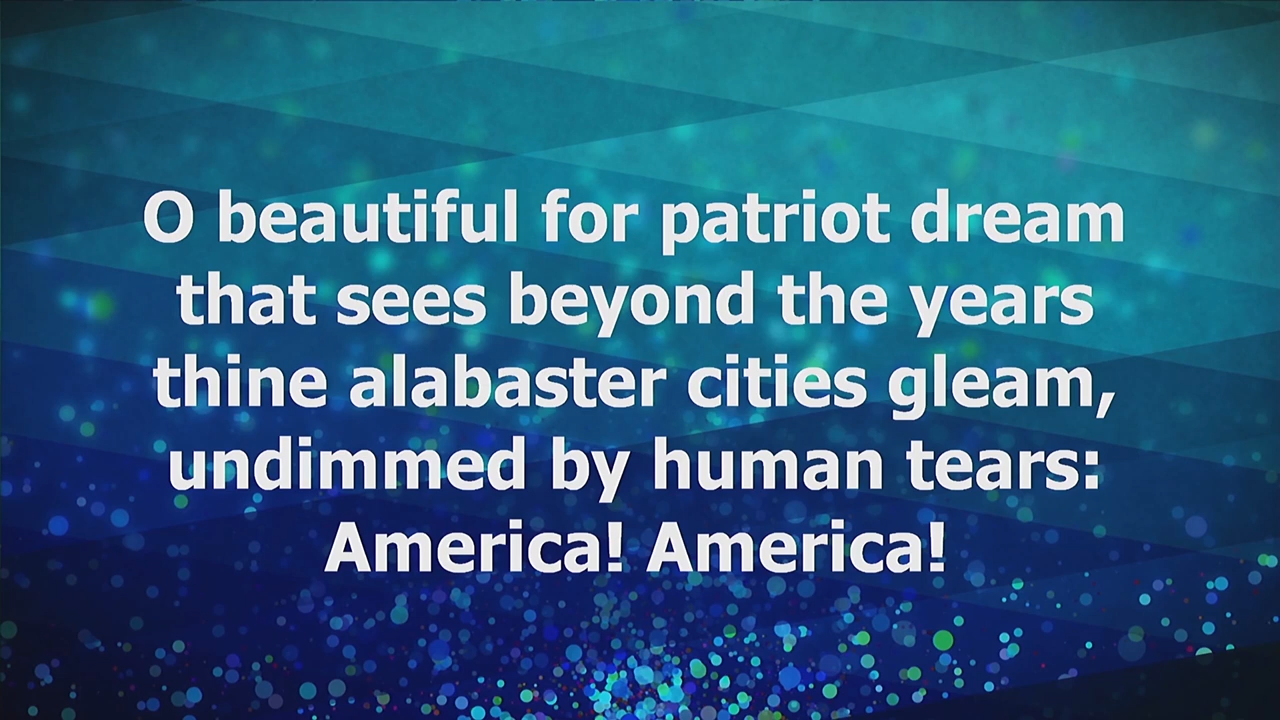 O beautiful for patriot dream
that sees beyond the years
thine alabaster cities gleam,
undimmed by human tears:
America! America!